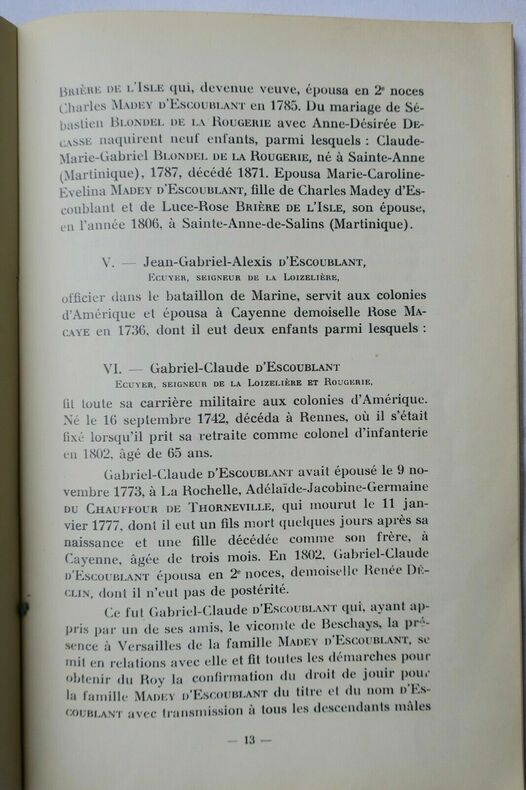 BRIÈRE DE L'ISLE qui, devenue veuve, épousa en 2e noces
Charles MADEY D'ESCOUBLANT en 1785. Du mariage de Sé-
bastien BLONDEL DE LA ROUGERIE avec Anne-Désirée DE-
CASSE naquirent neuf enfants, parmi lesquels : Claude-
Marie-Gabriel BLONDEL DE LA ROUGERIE, né à Sainte-Anne
(Martinique), 1787, décédé 1871. Epousa Marie-Caroline-
Evelina MADEY D'ESCOUBLANT, fille de Charles Madey d'Es-
coublant et de Luce-Rose BRIÈRE DE L'ISLE, son épouse,
en l'année 1806, à Sainte-Anne-de-Salins (Martinique).
V. — Jean-Gabriel-Alexis D'ESCOUBLANT,
ECUYER, SEIGNEUR DE LA LOIZELIÈRE,
officier dans le bataillon de Marine, servit aux colonies
d'Amérique et épousa à Cayenne demoiselle Rose MA-
CAYE en 1736, dont il eut deux enfants parmi lesquels :
VI. — Gabriel-Claude D'ESCOUBLANT
ECUYER, SEIGNEUR DE LA LOIZELIÈRE ET ROUGERIE,
fit toute sa carrière militaire aux colonies d'Amérique.
Né le 16 septembre 1742, décéda à Rennes, où il s'était
fixé lorsqu'il prit sa retraite comme colonel d'infanterie
en 1802, âgé de 65 ans.
Gabriel-Claude D'ESCOUBLANT avait épousé le 9 no-
vembre 1773, à La Rochelle, Adélaïde-Jacobine-Germaine
DU CHAUFFOUR DE THORNEVILLE, qui mourut le 11 jan-
vier 1777, dont il eut un fils mort quelques jours après sa
naissance et une fille décédée comme son frère, à
Cayenne, âgée de trois mois. En 1802, Gabriel-Claude
D'ESCOUBLANT épousa en 2e noces, demoiselle Renée DÉ-
CLIN, dont il n'eut pas de postérité.
Ce fut Gabriel-Claude D'ESCOUBLANT qui, ayant ap-
pris par un de ses amis, le vicomte de Beschays, la pré-
sence à Versailles de la famille MADEY D'ESCOUBLANT, se
mit en relations avec elle et fit toutes les démarches pour
obtenir du Roy la confirmation du droit de jouir pour
la famille MADEY D'ESCOUBLANT du titre et du nom D'ES-
COUBLANT avec transmission à tous les descendants mâles
— 13 —